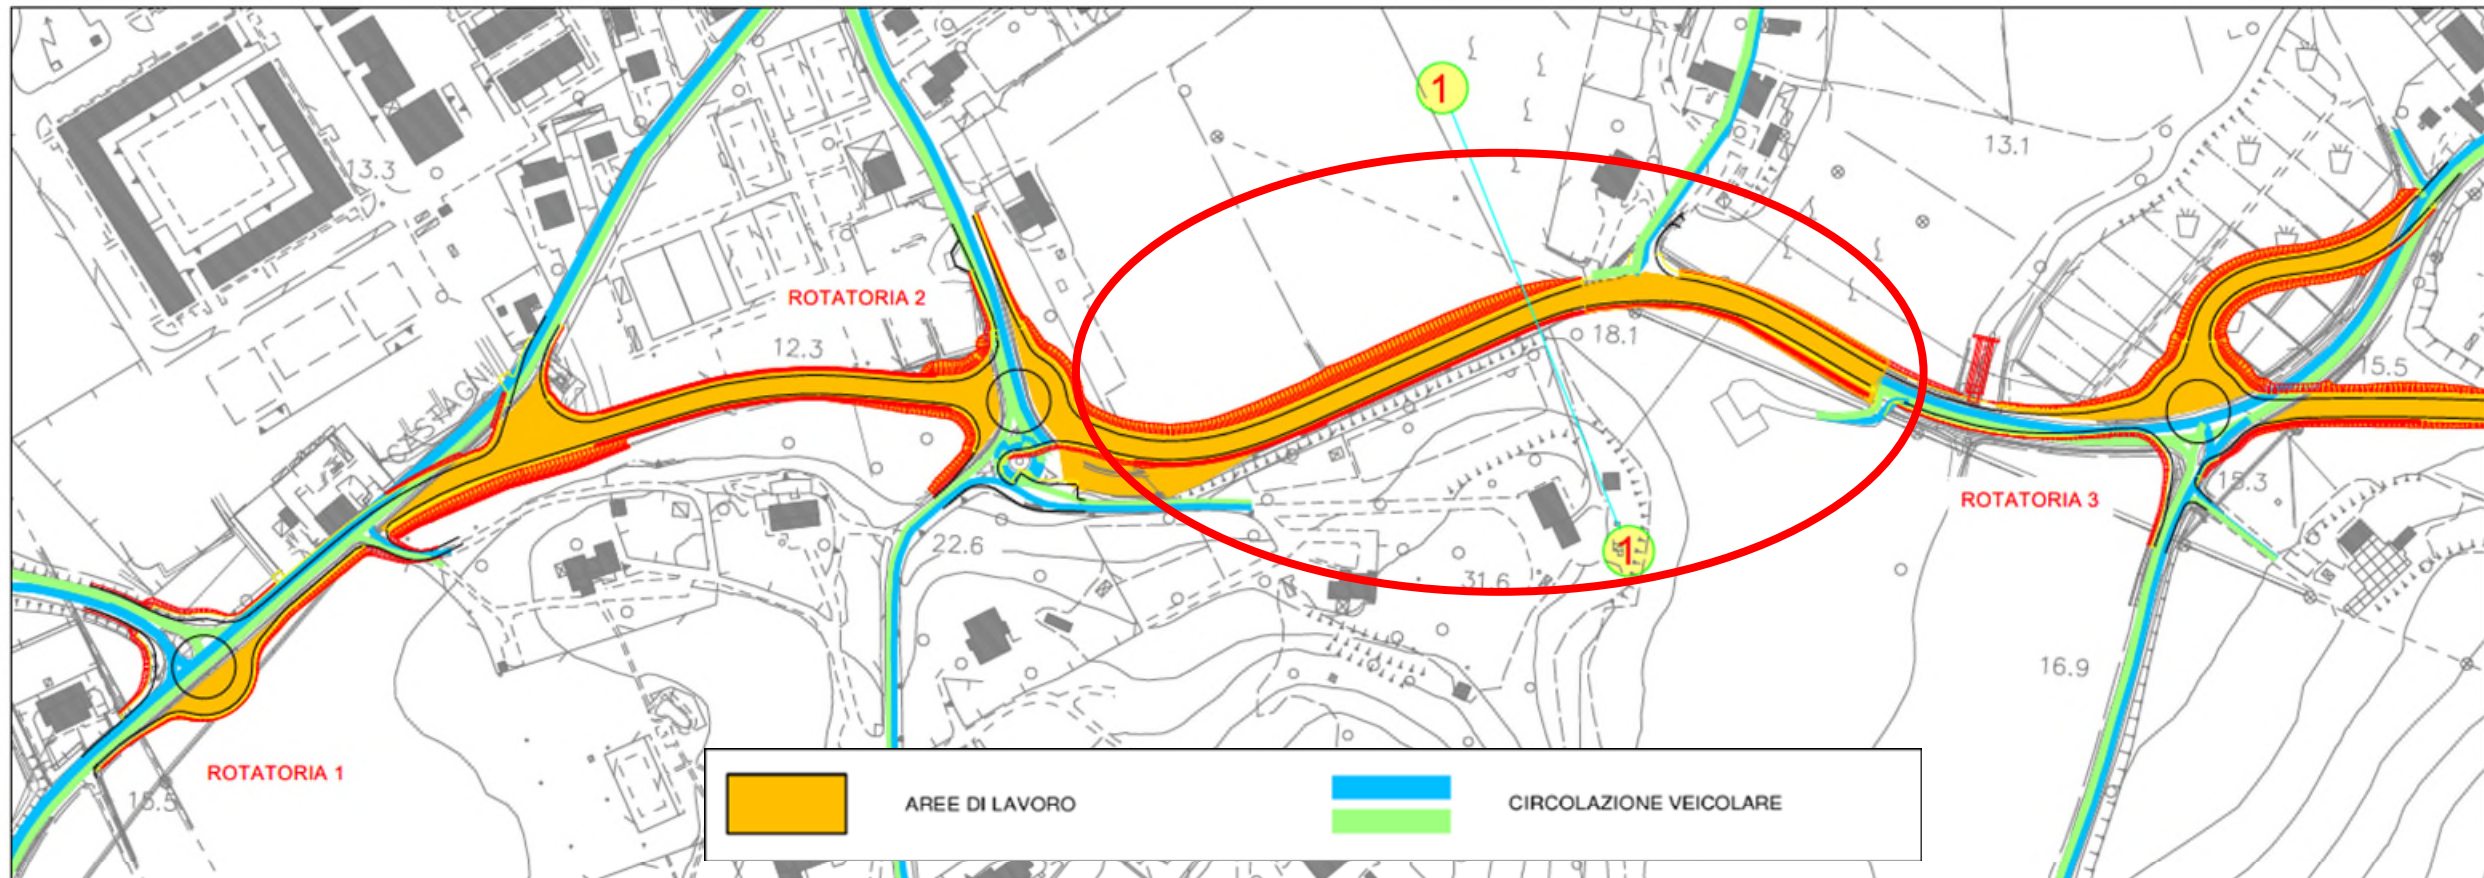 1
13.1
13.3
ROTATORIA 2
18.1
12.3
15.5
CASTAGNI
15.3
ROTATORIA 3
22.6
1
31.6
16.9
ROTATORIA 1
15.5
AREE DI LAVORO
CIRCOLAZIONE VEICOLARE